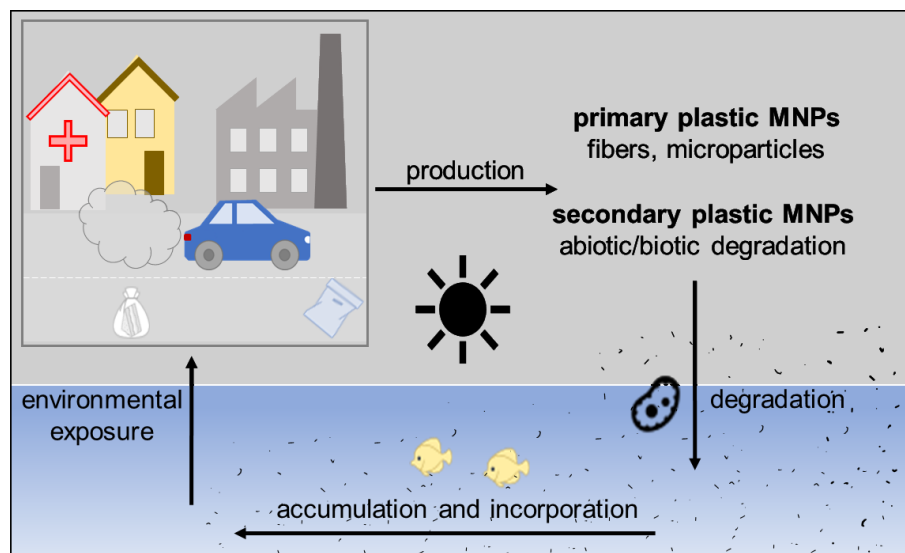 primary plastic MNPs
fibers, microparticles
production
secondary plastic MNPs
abiotic/biotic degradation
environmental
exposure
degradation
accumulation and incorporation